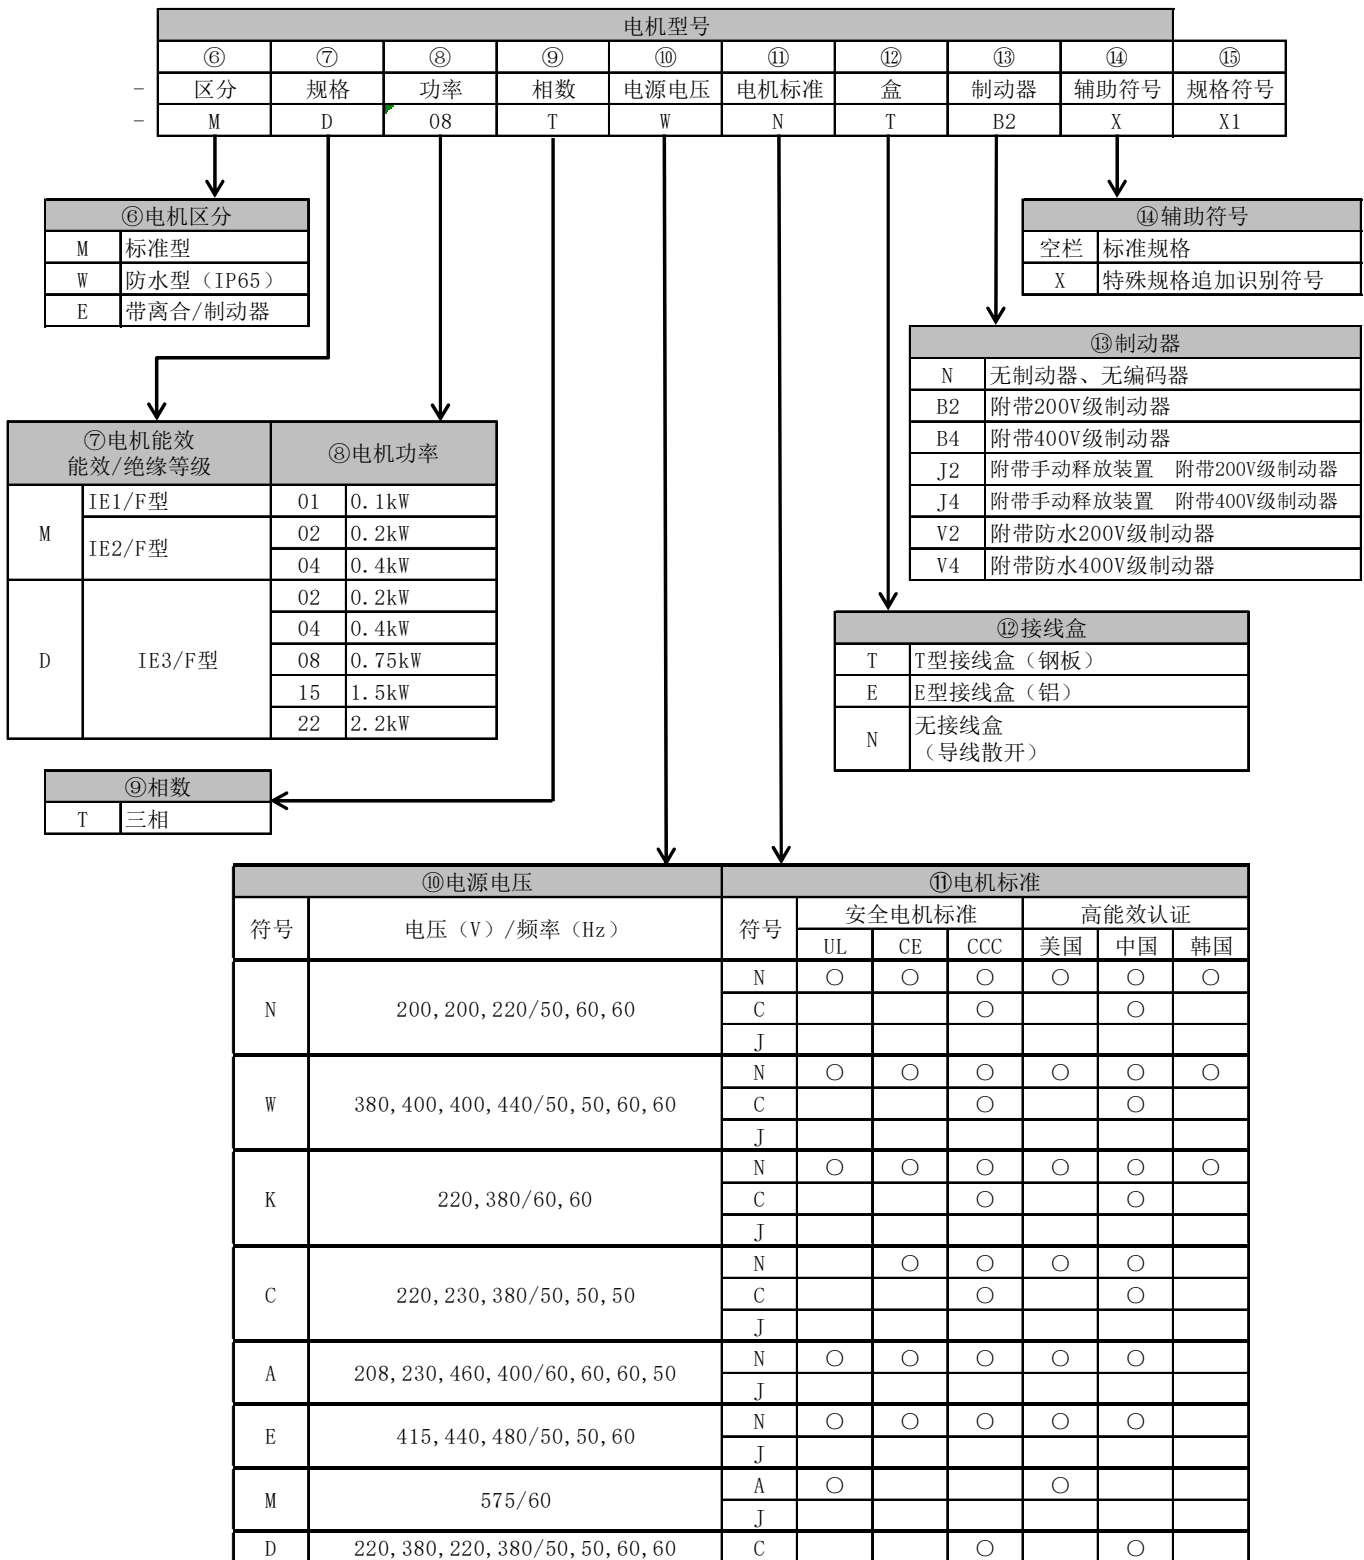 电机型号
⑥ ⑦ ⑧ ⑨ ⑩ ⑪ ⑫ ⑬ ⑭ ⑮
- 区分 规格 功率 相数 电源电压 电机标准 盒 制动器 辅助符号 规格符号
- M D 08 T W N T B2 X X1
⑥电机区分
M 标准型
W 防水型（IP65）
E 带离合/制动器
⑭辅助符号
空栏 标准规格
X 特殊规格追加识别符号
⑬制动器
N 无制动器、无编码器
B2 附带200V级制动器
B4 附带400V级制动器
J2 附带手动释放装置 附带200V级制动器
J4 附带手动释放装置 附带400V级制动器
V2 附带防水200V级制动器
V4 附带防水400V级制动器
⑦电机能效
能效/绝缘等级
⑧电机功率
M IE1/F型 01 0.1kW
IE2/F型 02 0.2kW
04 0.4kW
D IE3/F型 02 0.2kW
04 0.4kW
08 0.75kW
15 1.5kW
22 2.2kW
⑫接线盒
T T型接线盒（钢板）
E E型接线盒（铝）
N 无接线盒
（导线散开）
⑨相数
T 三相
⑩电源电压 ⑪电机标准
符号 电压（V）/频率（Hz） 符号 安全电机标准 高能效认证
UL CE CCC 美国 中国 韩国
N 200,200,220/50,60,60 N ○ ○ ○ ○ ○ ○
C ○ ○
J
W 380,400,400,440/50,50,60,60 N ○ ○ ○ ○ ○ ○
C ○ ○
J
K 220,380/60,60 N ○ ○ ○ ○ ○ ○
C ○ ○
J
C 220,230,380/50,50,50 N ○ ○ ○ ○
C ○ ○
J
A 208,230,460,400/60,60,60,50 N ○ ○ ○ ○ ○
J
E 415,440,480/50,50,60 N ○ ○ ○ ○ ○
J
M 575/60 A ○ ○
J
D 220,380,220,380/50,50,60,60 C ○ ○